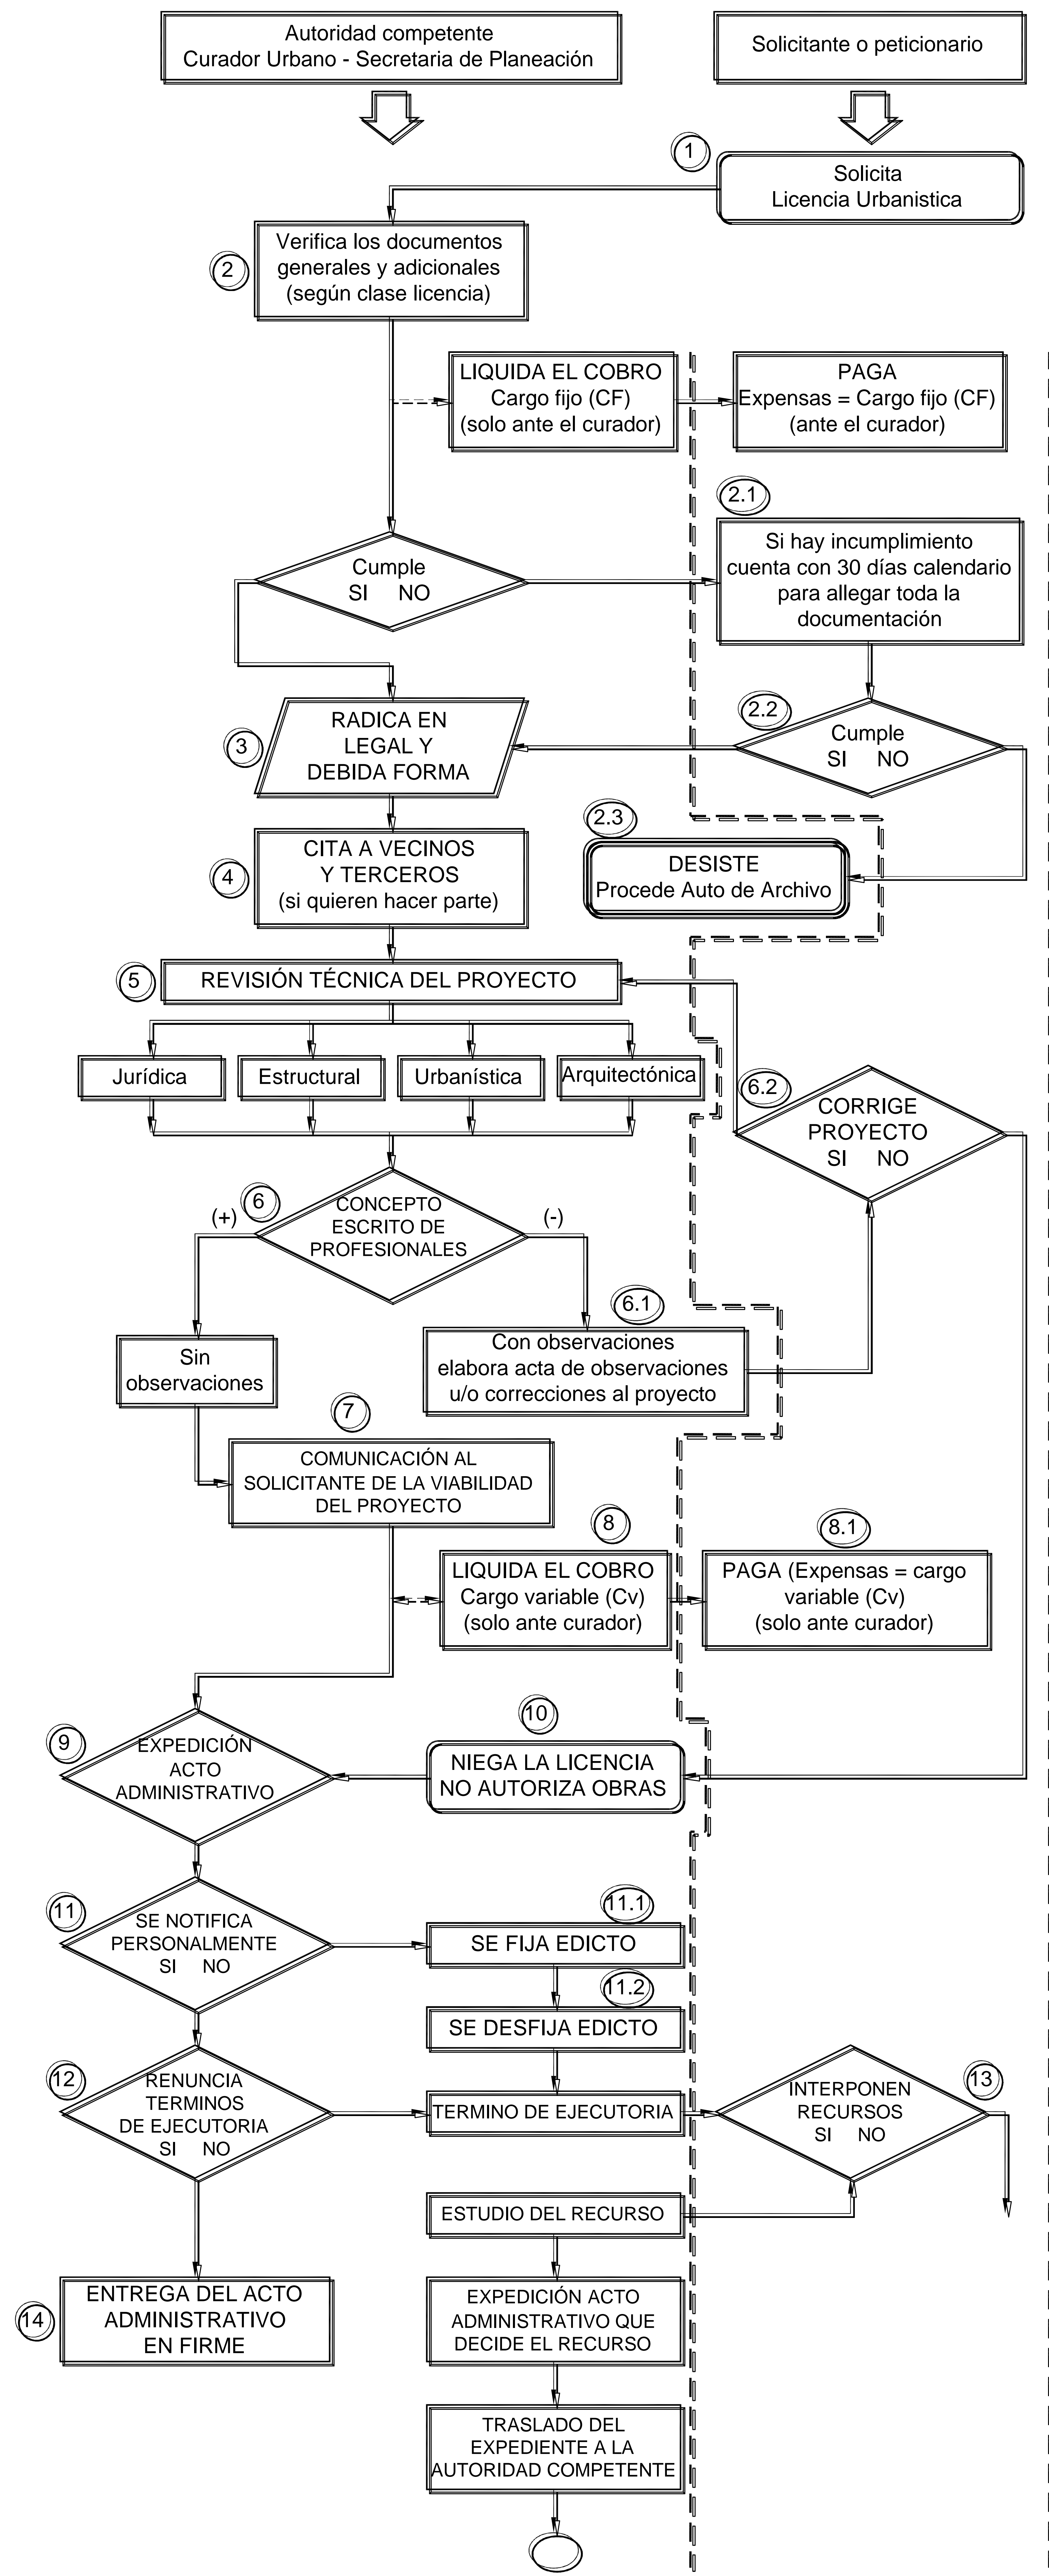 Autoridad competente
Curador Urbano - Secretaria de Planeación
Solicitante o peticionario
1
Solicita
Licencia Urbanistica
2
Verifica los documentos
generales y adicionales
(según clase licencia)
LIQUIDA EL COBRO
Cargo fijo (CF)
(solo ante el curador)
PAGA
Expensas = Cargo fijo (CF)
(ante el curador)
2.1
Si hay incumplimiento
cuenta con 30 días calendario
para allegar toda la
documentación
Cumple
SI NO
2.2
Cumple
SI NO
3
RADICA EN
LEGAL Y
DEBIDA FORMA
2.3
DESISTE
Procede Auto de Archivo
4
CITA A VECINOS
Y TERCEROS
(si quieren hacer parte)
5
REVISIÓN TÉCNICA DEL PROYECTO
Jurídica
Estructural
Urbanística
Arquitectónica
6.2
CORRIGE
PROYECTO
SI NO
6
(+)
CONCEPTO
ESCRITO DE
PROFESIONALES
(-)
6.1
Con observaciones
elabora acta de observaciones
u/o correcciones al proyecto
Sin
observaciones
7
COMUNICACIÓN AL
SOLICITANTE DE LA VIABILIDAD
DEL PROYECTO
8
LIQUIDA EL COBRO
Cargo variable (Cv)
(solo ante curador)
8.1
PAGA (Expensas = cargo
variable (Cv)
(solo ante curador)
9
EXPEDICIÓN
ACTO
ADMINISTRATIVO
10
NIEGA LA LICENCIA
NO AUTORIZA OBRAS
11
SE NOTIFICA
PERSONALMENTE
SI NO
11.1
SE FIJA EDICTO
11.2
SE DESFIJA EDICTO
12
RENUNCIA
TERMINOS
DE EJECUTORIA
SI NO
TERMINO DE EJECUTORIA
13
INTERPONEN
RECURSOS
SI NO
ESTUDIO DEL RECURSO
14
ENTREGA DEL ACTO
ADMINISTRATIVO
EN FIRME
EXPEDICIÓN ACTO
ADMINISTRATIVO QUE
DECIDE EL RECURSO
TRASLADO DEL
EXPEDIENTE A LA
AUTORIDAD COMPETENTE